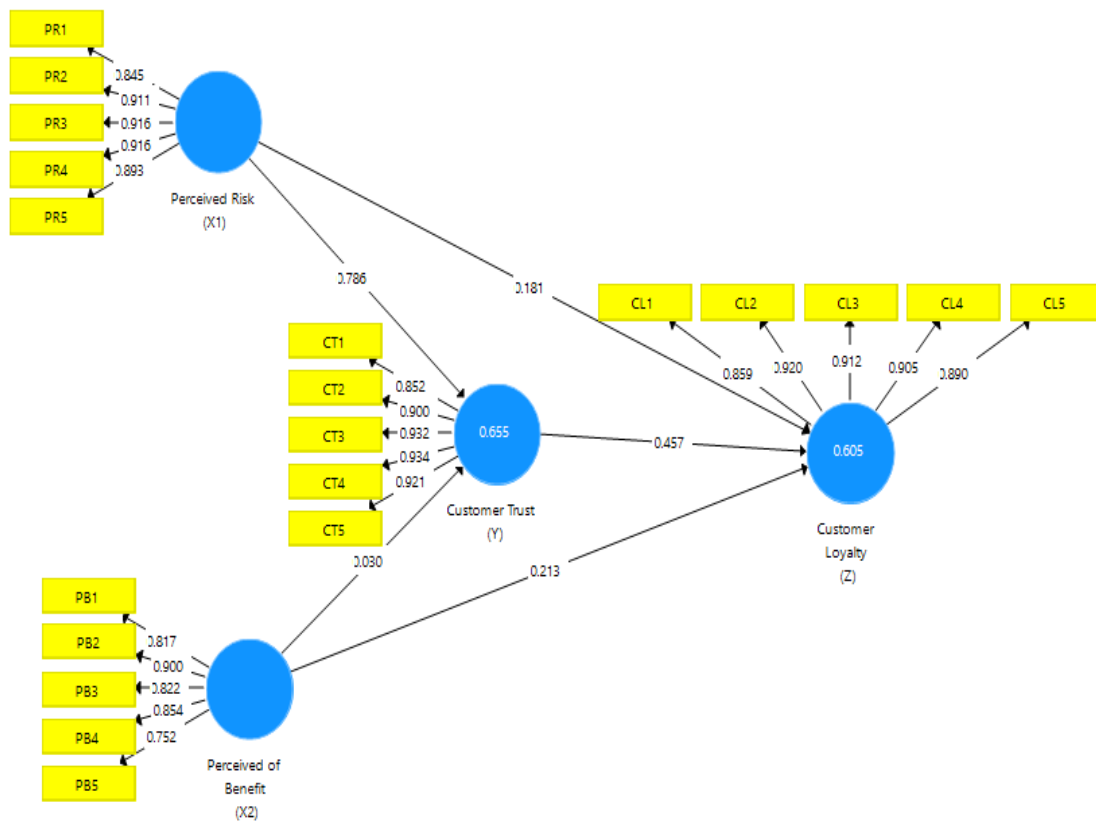 PR1
PR2
PR3
PR4
PR5
0.845
0.911
0.916
0.916
0.893
Perceived Risk
(X1)
0.786
0.181
CL1
CL2
CL3
CL4
CL5
0.859
0.920
0.912
0.905
0.890
CT1
CT2
CT3
CT4
CT5
0.852
0.900
0.932
0.934
0.921
0.655
Customer Trust
(Y)
0.457
0.605
Customer
Loyalty
(Z)
0.030
0.213
PB1
PB2
PB3
PB4
PB5
0.817
0.900
0.822
0.854
0.752
Perceived of
Benefit
(X2)